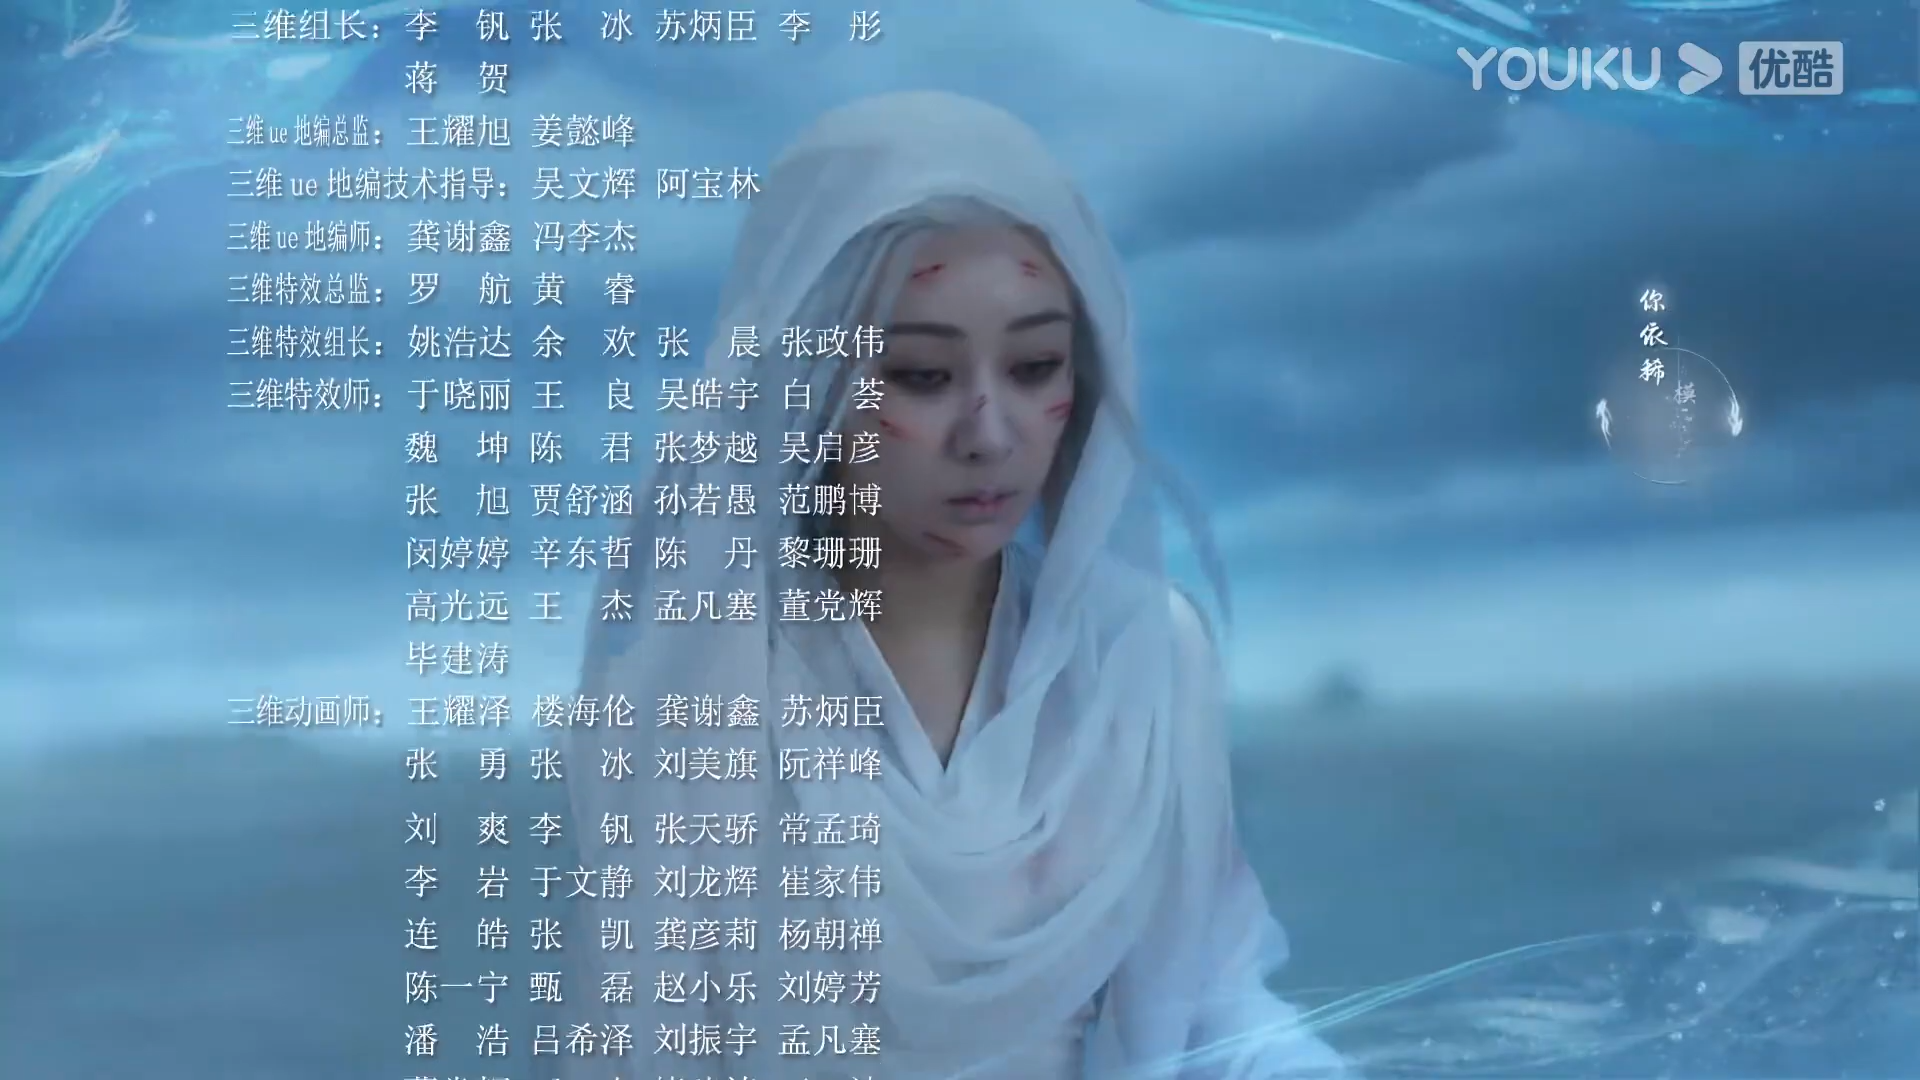 三维组长：李　钒 张　冰 苏炳臣 李　彤
蒋　贺
三维ue地编总监：王耀旭 姜懿峰
三维ue地编技术指导：吴文辉 阿宝林
三维ue地编师：龚谢鑫 冯李杰
三维特效总监：罗　航 黄　睿
三维特效组长：姚浩达 余　欢 张　晨 张政伟
三维特效师：于晓丽 王　良 吴皓宇 白　荟
魏　坤 陈　君 张梦越 吴启彦
张　旭 贾舒涵 孙若愚 范鹏博
闵婷婷 辛东哲 陈　丹 黎珊珊
高光远 王　杰 孟凡塞 董党辉
毕建涛
三维动画师：王耀泽 楼海伦 龚谢鑫 苏炳臣
张　勇 张　冰 刘美旗 阮祥峰
刘　爽 李　钒 张天骄 常孟琦
李　岩 于文静 刘龙辉 崔家伟
连　皓 张　凯 龚彦莉 杨朝禅
陈一宁 甄　磊 赵小乐 刘婷芳
潘　浩 吕希泽 刘振宇 孟凡塞
YOUKU 优酷
你依稀
模